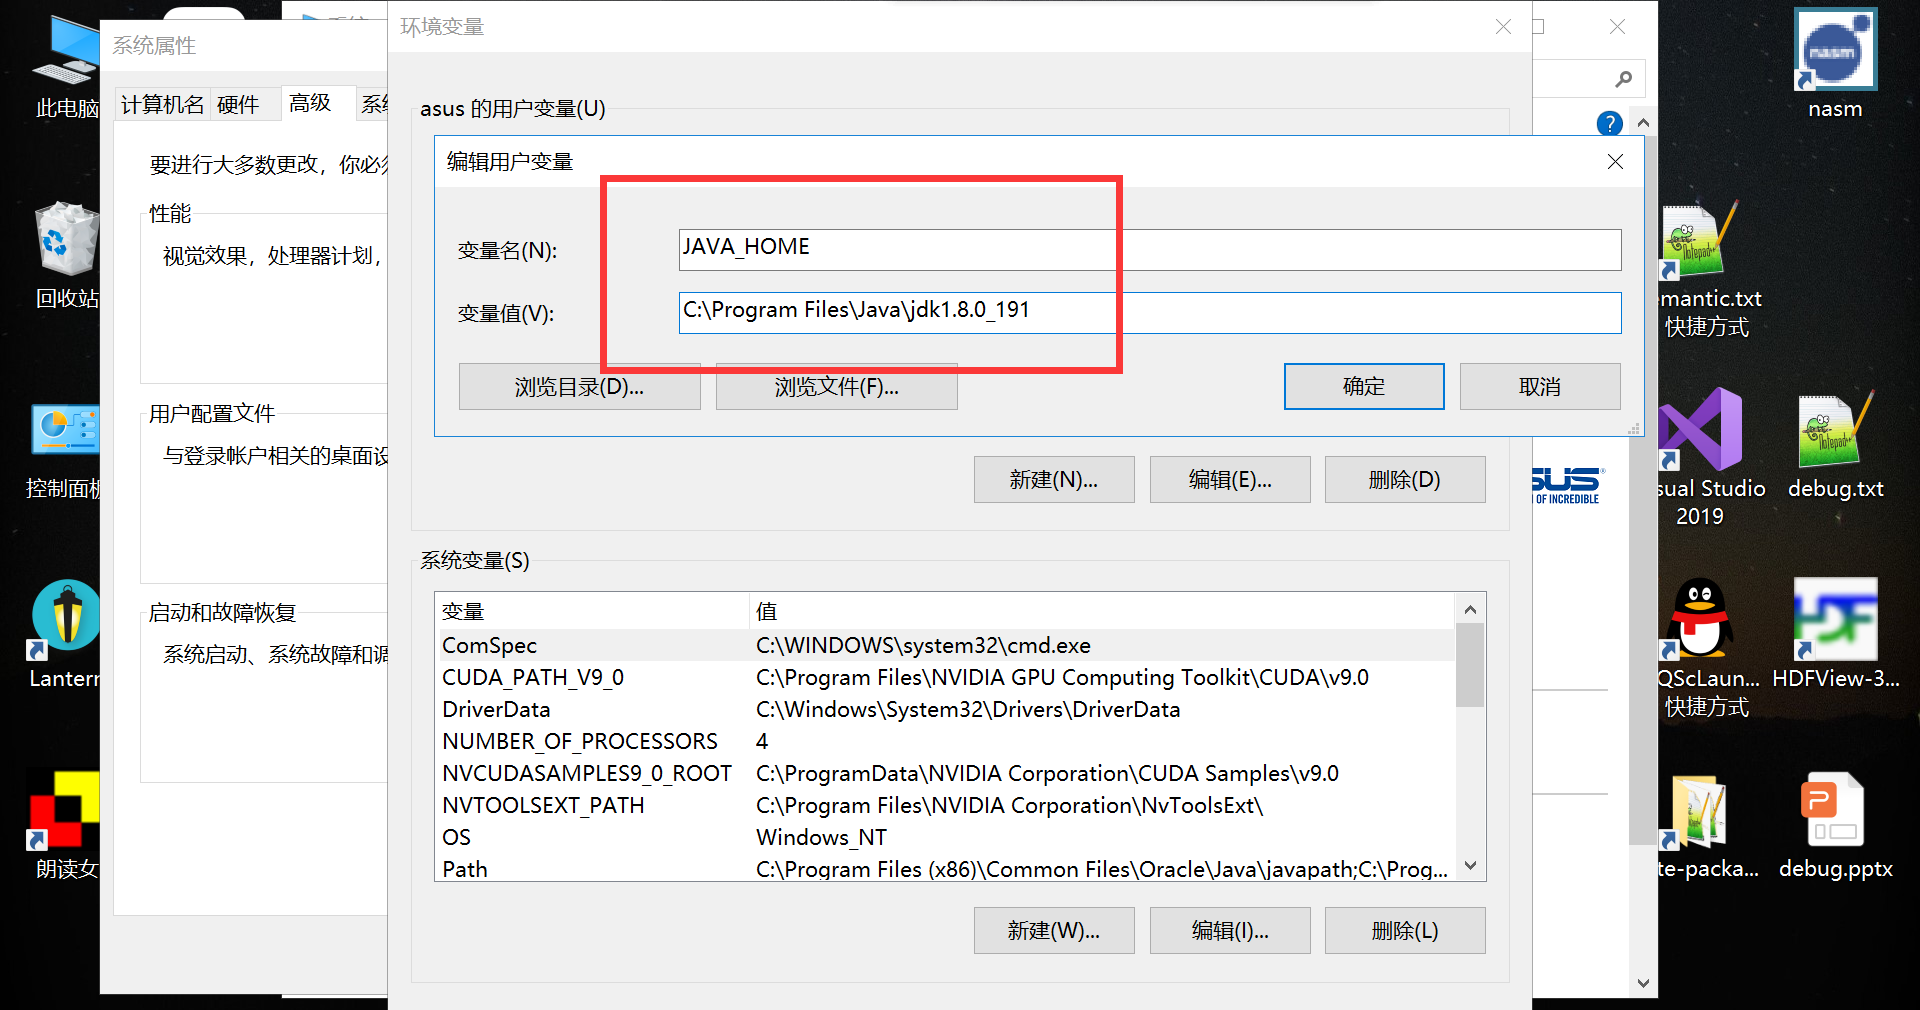 此电脑
回收站
控制面板
Lantern
朗读女
系统属性
计算机名
硬件
高级
系统
要进行大多数更改，你必须
性能
视觉效果，处理器计划，
用户配置文件
与登录帐户相关的桌面设
启动和故障恢复
系统启动、系统故障和调
环境变量
asus 的用户变量(U)
编辑用户变量
变量名(N):
JAVA_HOME
变量值(V):
C:\Program Files\Java\jdk1.8.0_191
浏览目录(D)...
浏览文件(F)...
确定
取消
新建(N)...
编辑(E)...
删除(D)
系统变量(S)
变量 值
ComSpec C:\WINDOWS\system32\cmd.exe
CUDA_PATH_V9_0 C:\Program Files\NVIDIA GPU Computing Toolkit\CUDA\v9.0
DriverData C:\Windows\System32\Drivers\DriverData
NUMBER_OF_PROCESSORS 4
NVCUDASAMPLES9_0_ROOT C:\ProgramData\NVIDIA Corporation\CUDA Samples\v9.0
NVTOOLSEXT_PATH C:\Program Files\NVIDIA Corporation\NvToolsExt\
OS Windows_NT
Path C:\Program Files (x86)\Common Files\Oracle\Java\javapath;C:\Prog...
新建(W)...
编辑(I)...
删除(L)
?
SUS
OF INCREDIBLE
nasm
nasm
Notepad++
emantic.txt
快捷方式
sual Studio
2019
Notepad++
debug.txt
QScLaun...
快捷方式
HDF
HDFView-3...
te-packa...
P
debug.pptx